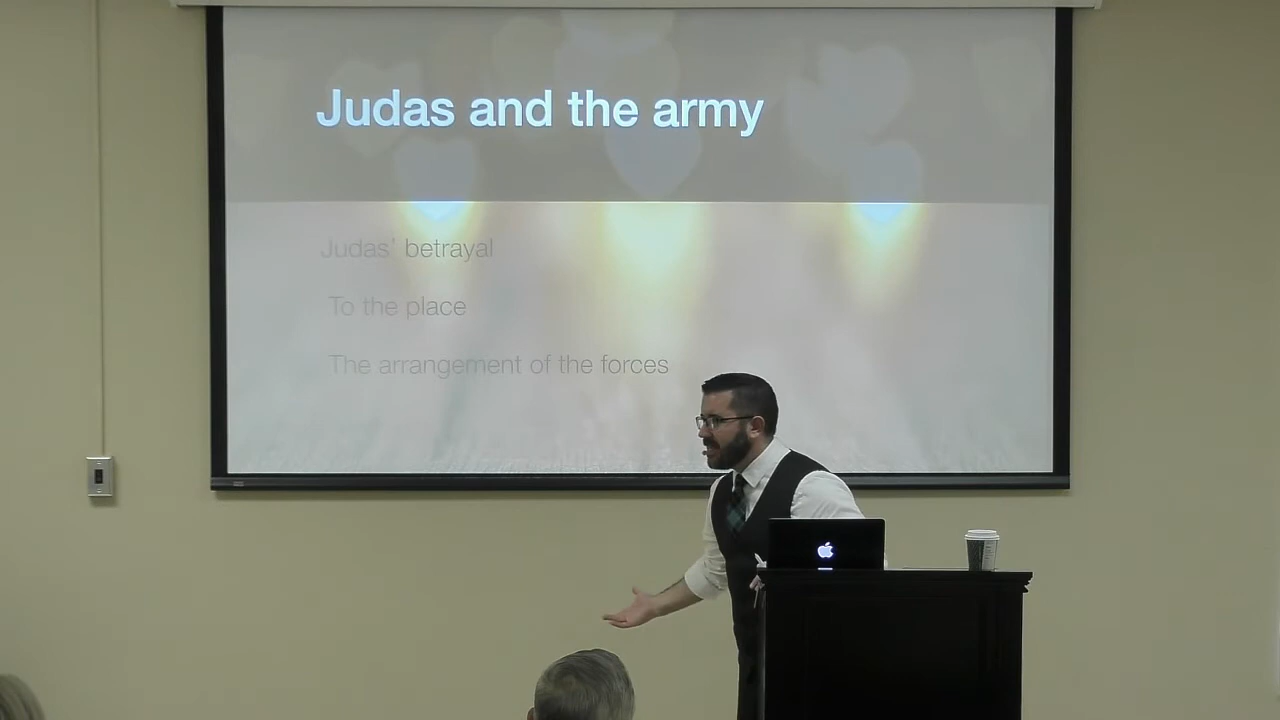 Judas and the army
Judas' betrayal
To the place
The arrangement of the forces